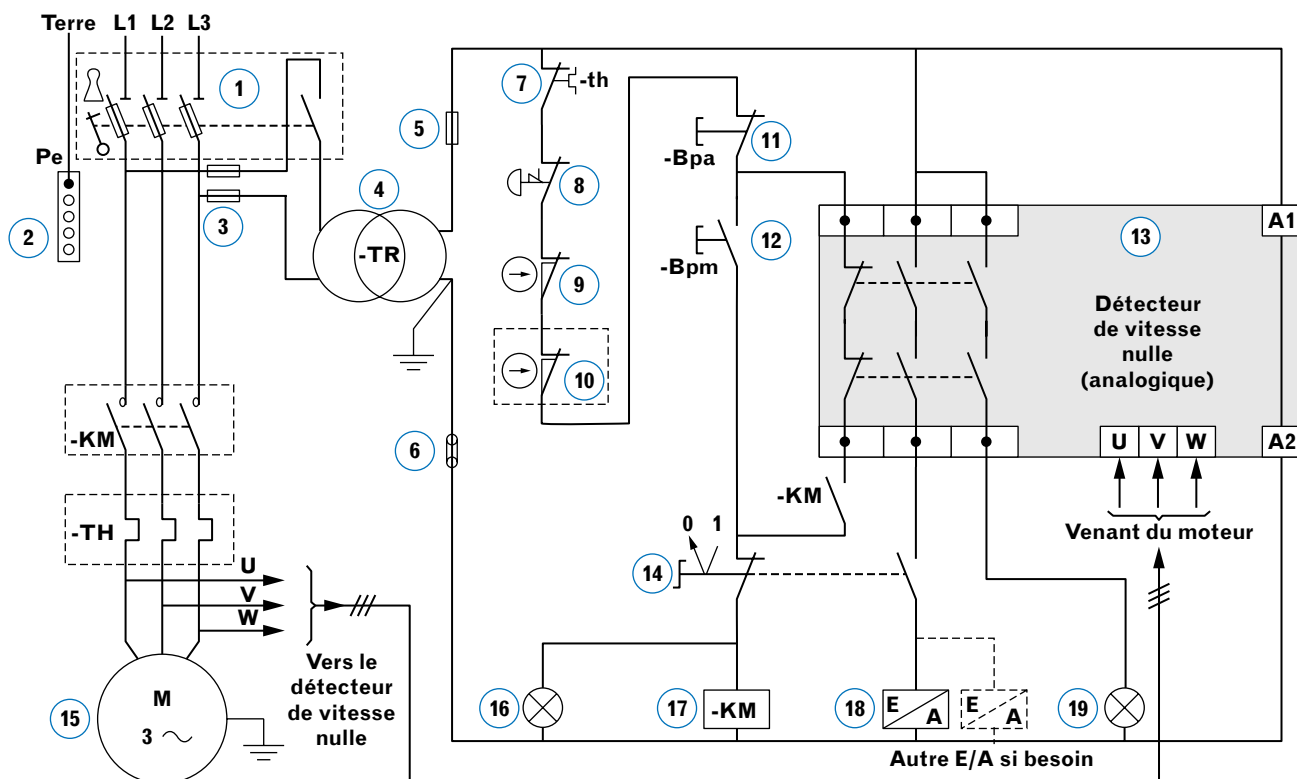 Terre L1 L2 L3
1
7
-th
5
11
-Bpa
Pe
4
8
3
2
A1
12
13
-TR
-Bpm
9
Détecteur
de vitesse
nulle
(analogique)
10
-KM
6
U V W
A2
-KM
Venant du moteur
0 1
-TH
14
U
V
W
Vers le
détecteur
de vitesse
nulle
M
3
15
16
17
-KM
18
E
A
E
A
19
Autre E/A si besoin